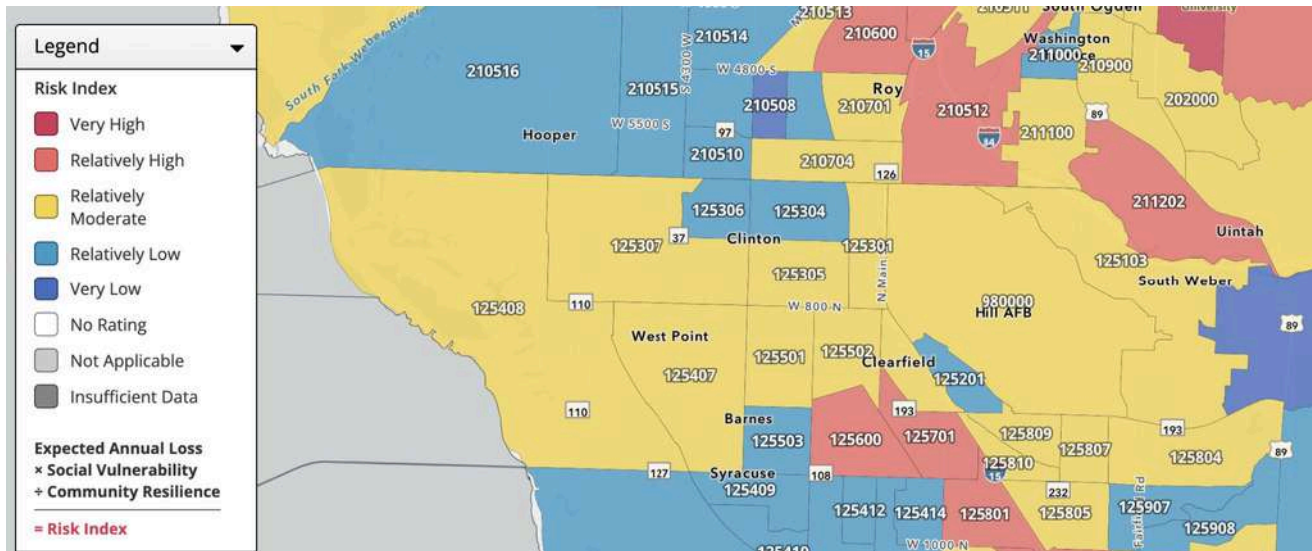 Legend
Risk Index
Very High
Relatively High
Relatively
Moderate
Relatively Low
Very Low
No Rating
Not Applicable
Insufficient Data
Expected Annual Loss
× Social Vulnerability
÷ Community Resilience
= Risk Index
South Fork Weber River
210513
South Ogden
University
210514
S 4300 W
210600
15
Washington
211000
210900
210516
W 4800 S
210515
210508
Roy
210701
210512
202000
89
Hooper
W 5500 S
97
84
211100
210510
210704
126
211202
125306
125304
Uintah
125307
37
Clinton
125301
125103
125305
N Main
South Weber
980000
Hill AFB
125408
110
W 800 N
89
West Point
125501
125502
Clearfield
125407
125201
110
193
Barnes
193
125503
125600
125701
125809
125807
89
125810
125804
127
Syracuse
108
15
125409
232
125412
125414
125801
125805
Fairfield Rd
125907
125908
W 1000 N